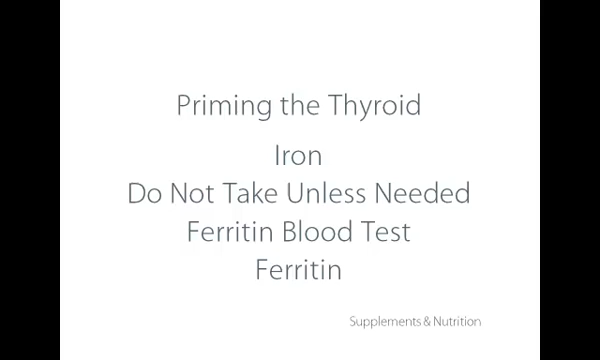 Priming the Thyroid
Iron
Do Not Take Unless Needed
Ferritin Blood Test
Ferritin
Supplements & Nutrition